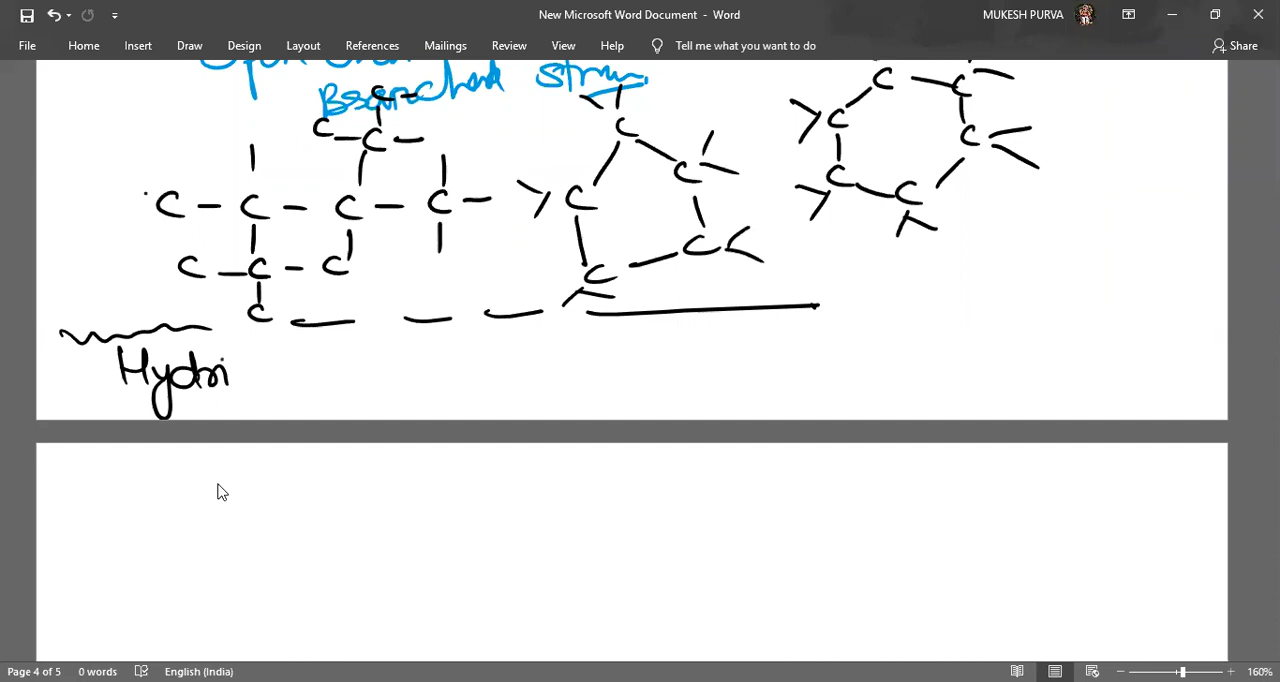 New Microsoft Word Document - Word
MUKESH PURVA
File Home Insert Draw Design Layout References Mailings Review View Help Tell me what you want to do Share
C C C
C C C C C C C C
C C C C C C C C
C C C C C
C
Hydri
Page 4 of 5 0 words English (India) 160%